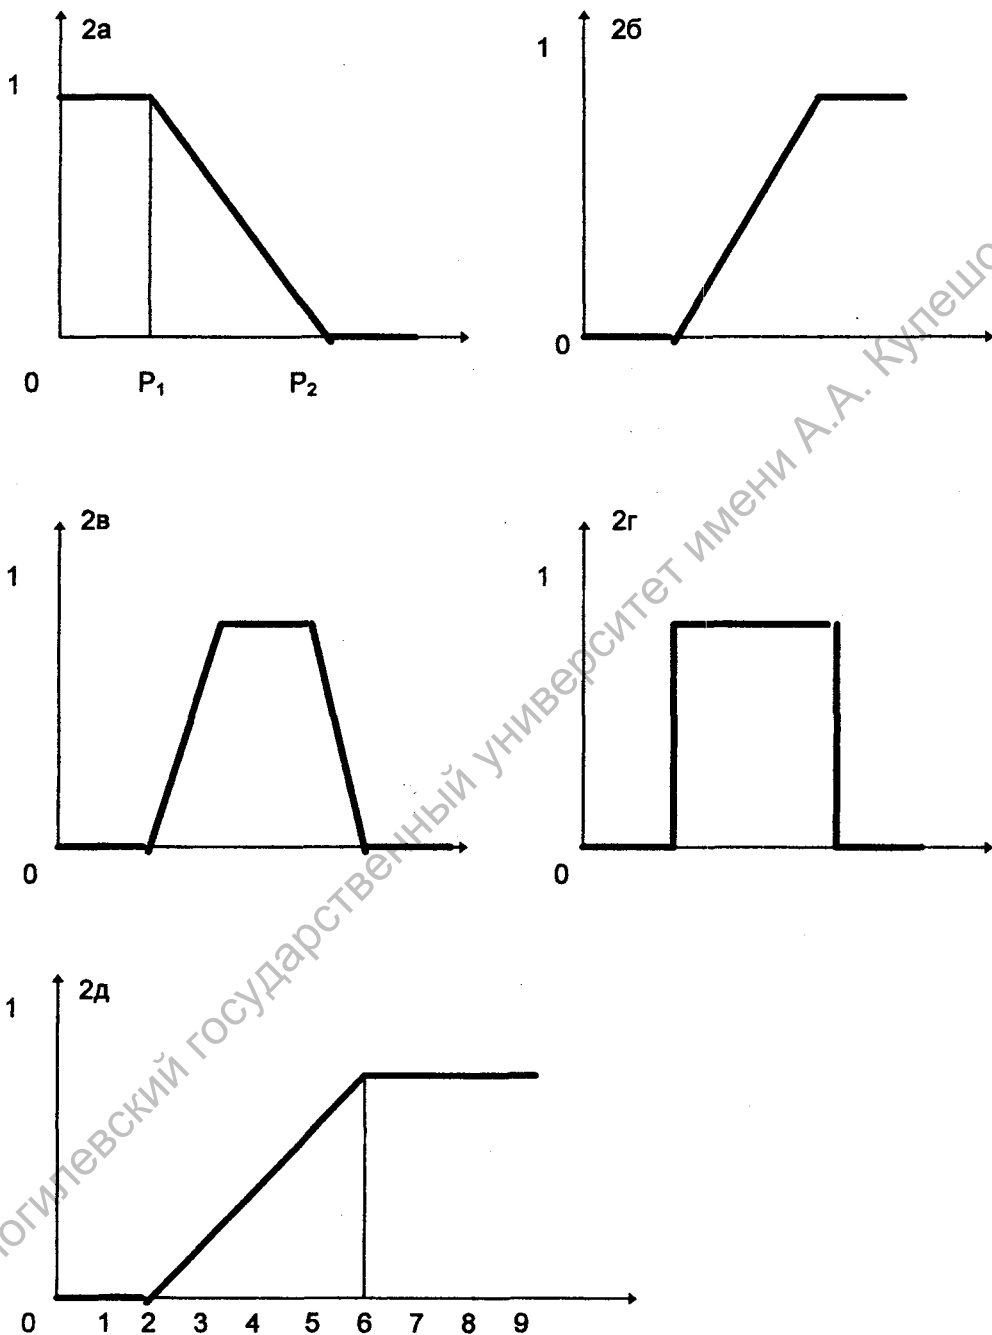 2а
1
0 P₁ P₂
2б
1
0
2в
1
0
2г
1
0
2д
1
0 1 2 3 4 5 6 7 8 9
огилевский государственный университет имени А.А. Кулешо